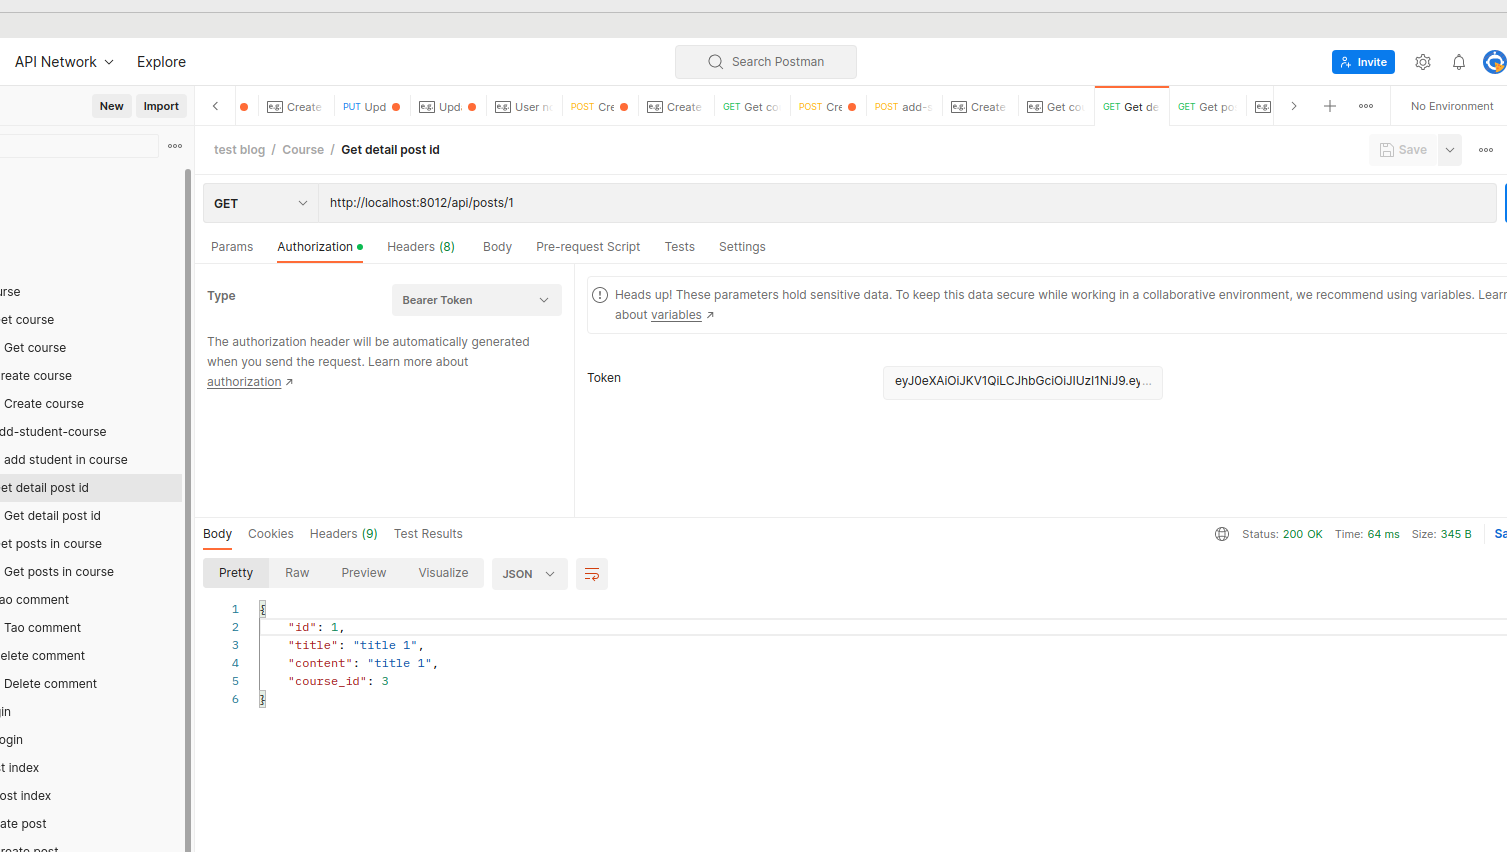 API Network Explore Search Postman Invite
New Import e.g. Create PUT Upd e.g. Upd e.g. User n POST Cre e.g. Create GET Get co POST Cre POST add-s e.g. Create e.g. Get co GET Get de GET Get po e.g. No Environment
test blog / Course / Get detail post id Save
GET http://localhost:8012/api/posts/1
Params Authorization Headers (8) Body Pre-request Script Tests Settings
Type Bearer Token
The authorization header will be automatically generated
when you send the request. Learn more about
authorization ↗
Heads up! These parameters hold sensitive data. To keep this data secure while working in a collaborative environment, we recommend using variables. Learn
about variables ↗
Token eyJ0eXAiOiJKV1QiLCJhbGciOiJIUzI1NiJ9.ey...
urse
et course
Get course
reate course
Create course
dd-student-course
add student in course
et detail post id
Get detail post id
et posts in course
Get posts in course
ao comment
Tao comment
elete comment
Delete comment
in
ogin
t index
ost index
ate post
reate post
Body Cookies Headers (9) Test Results Status: 200 OK Time: 64 ms Size: 345 B Sa
Pretty Raw Preview Visualize JSON
1 {
2 "id": 1,
3 "title": "title 1",
4 "content": "title 1",
5 "course_id": 3
6 }